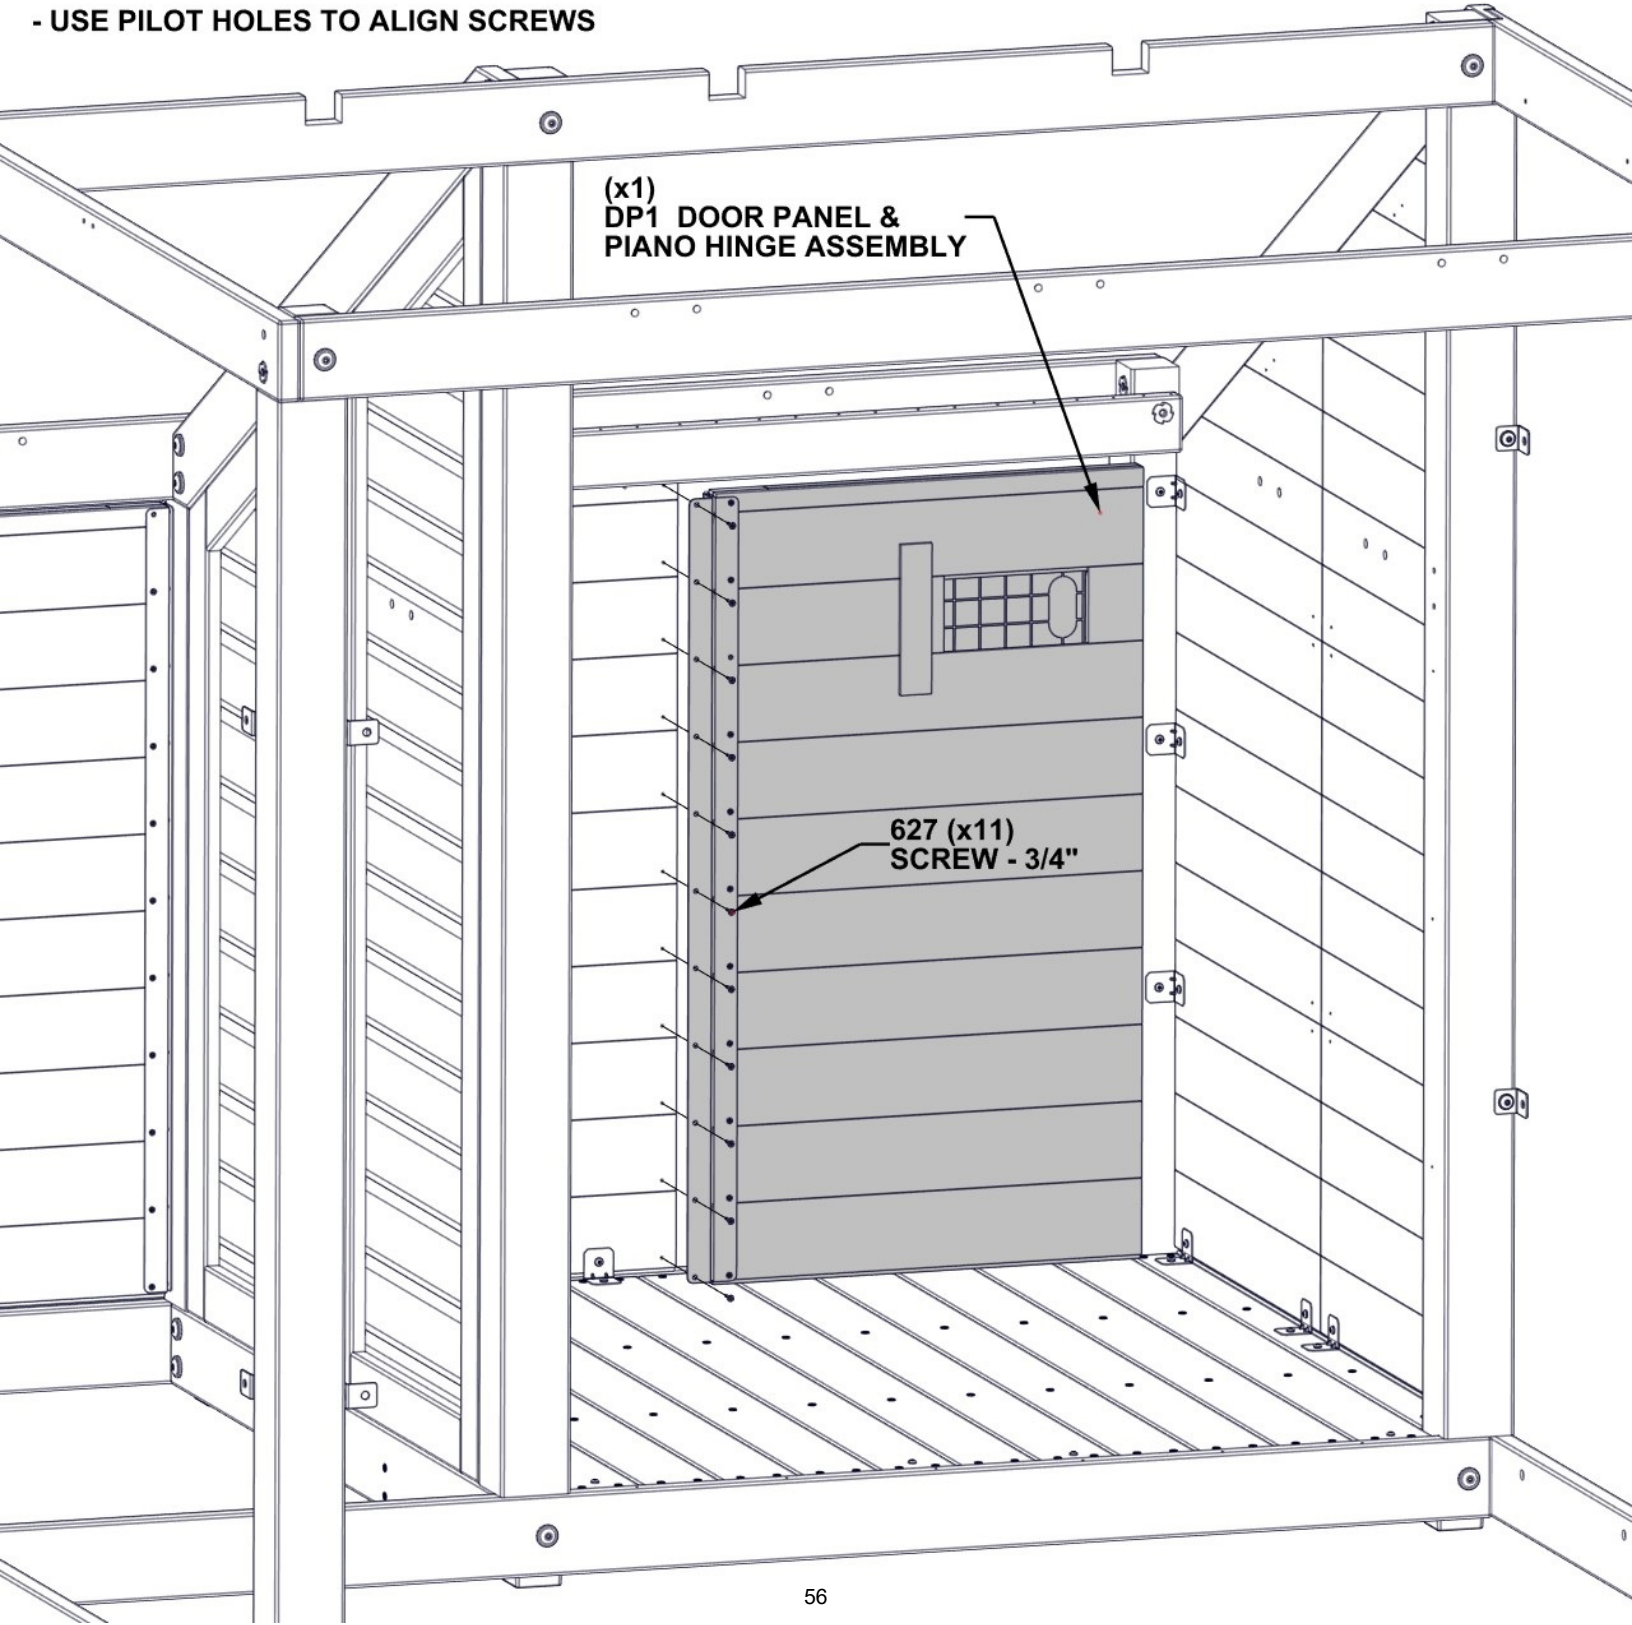 - USE PILOT HOLES TO ALIGN SCREWS
(x1)
DP1 DOOR PANEL &
PIANO HINGE ASSEMBLY
627 (x11)
SCREW - 3/4"
56